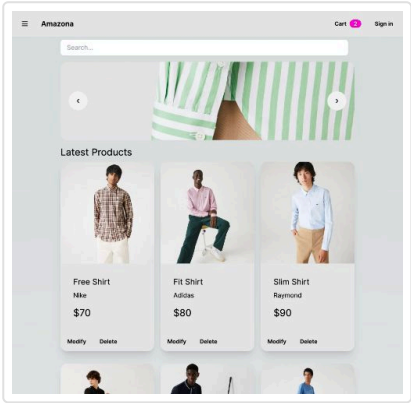 Amazona Cart 2 Sign in
Search...
Latest Products
Free Shirt Fit Shirt Slim Shirt
Nike Adidas Raymond
$70 $80 $90
Modify Delete Modify Delete Modify Delete